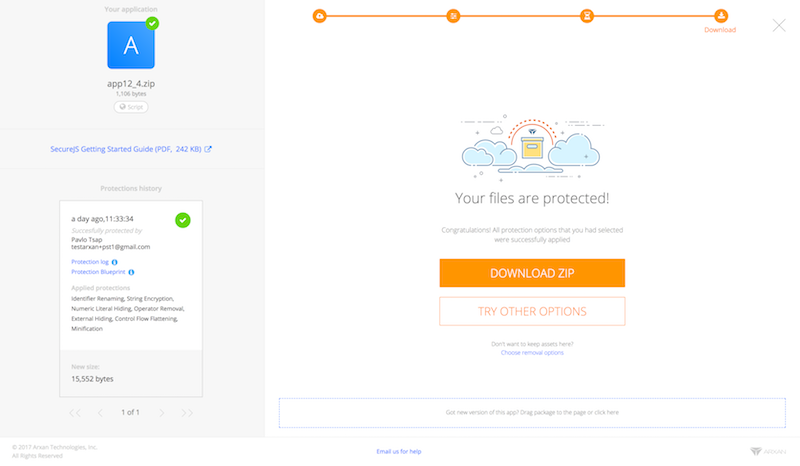 Your application
A
app12_4.zip
1,106 bytes
Script
SecureJS Getting Started Guide (PDF, 242 KB)
Protections history
a day ago,11:33:34
Succesfully protected by
Pavlo Tsap
testarxan+pst1@gmail.com
Protection log
Protection Blueprint
Applied protections
Identifier Renaming, String Encryption,
Numeric Literal Hiding, Operator Removal,
External Hiding, Control Flow Flattening,
Minification
New size:
15,552 bytes
1 of 1
Download
Your files are protected!
Congratulations! All protection options that you had selected
were successfully applied
DOWNLOAD ZIP
TRY OTHER OPTIONS
Don't want to keep assets here?
Choose removal options
Got new version of this app? Drag package to the page or click here
© 2017 Arxan Technologies, Inc.
All Rights Reserved
Email us for help
ARXAN